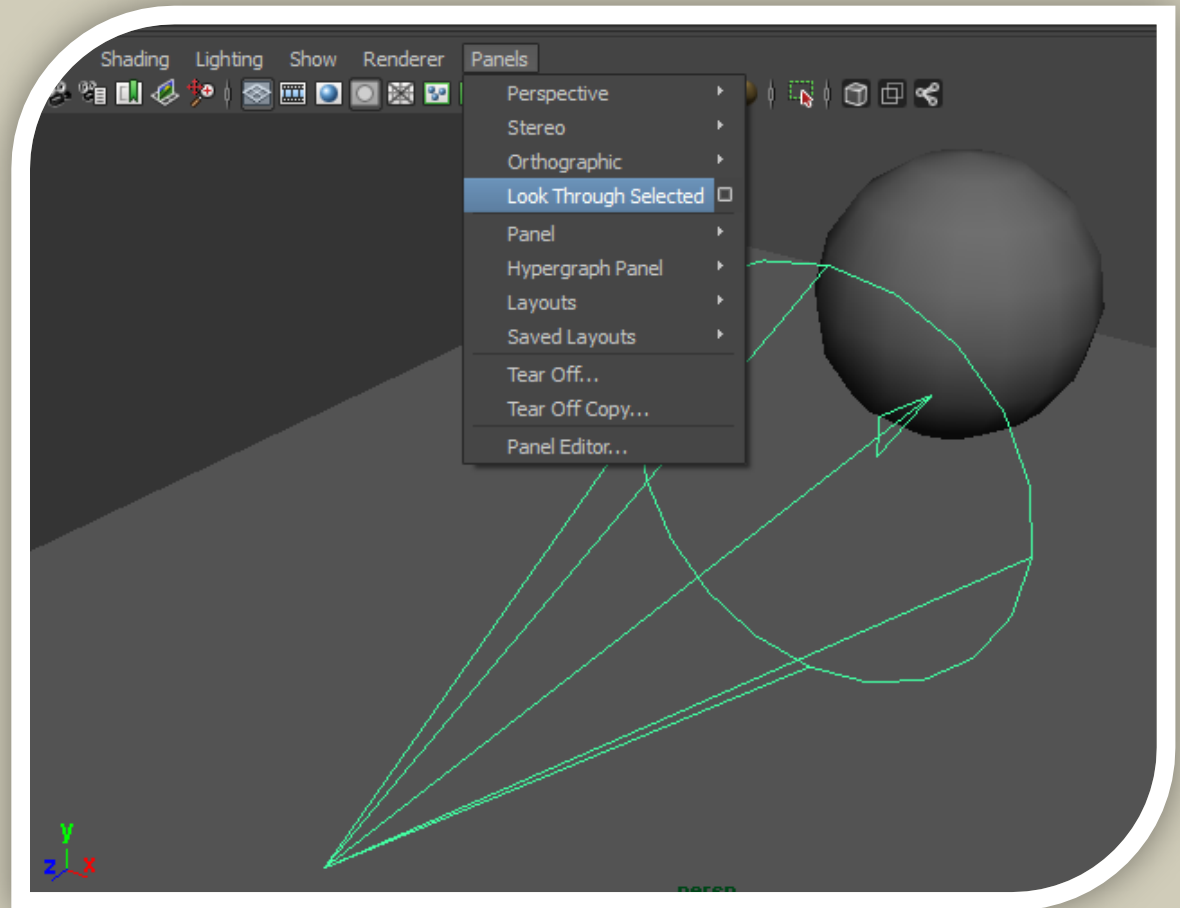 Shading Lighting Show Renderer Panels
Perspective
Stereo
Orthographic
Look Through Selected
Panel
Hypergraph Panel
Layouts
Saved Layouts
Tear Off...
Tear Off Copy...
Panel Editor...
y
z x
persp